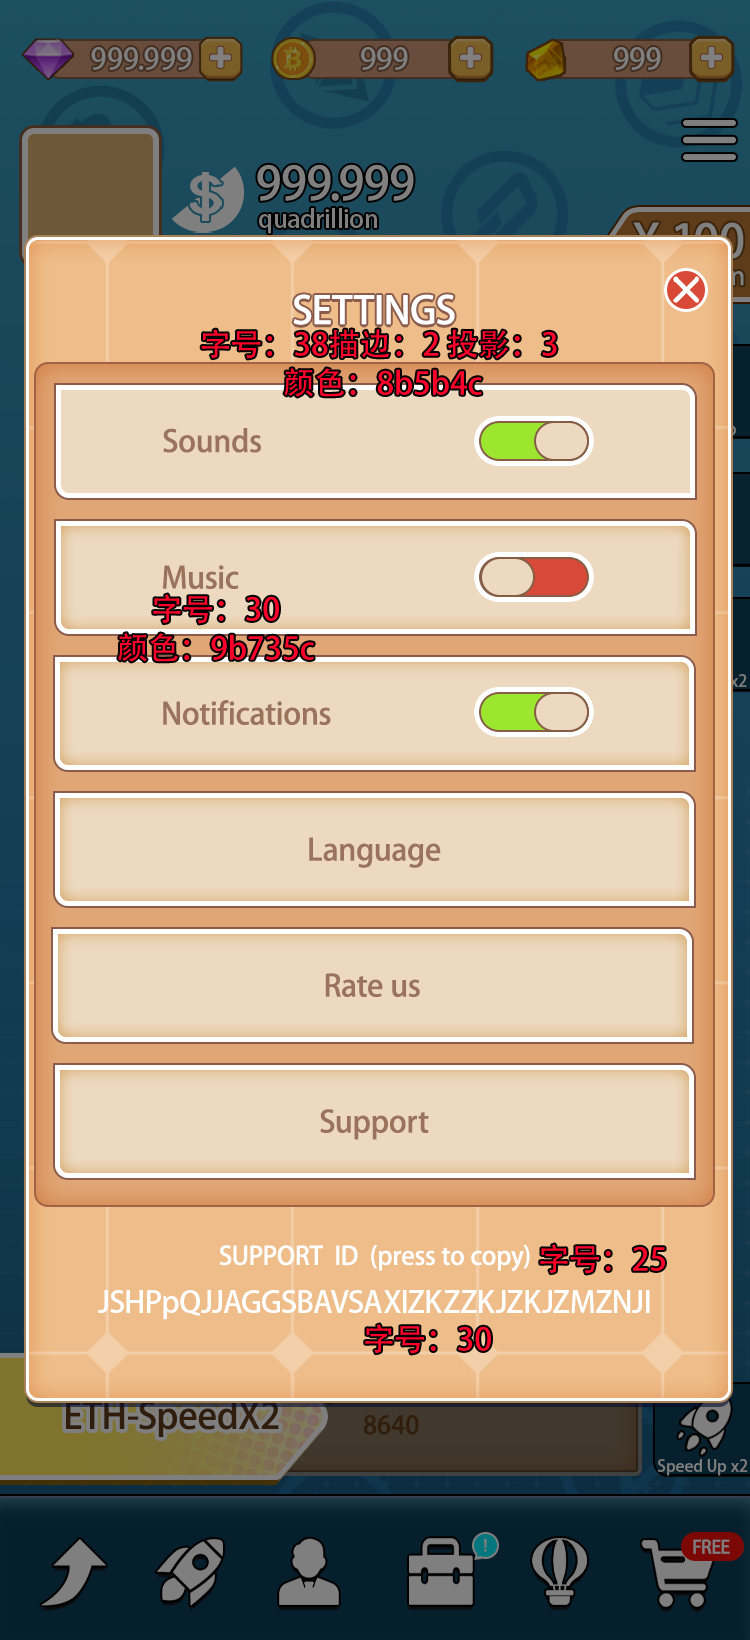 999.999 999 999
999.999
quadrillion
X 100
SETTINGS
字号：38描边：2 投影：3
颜色：8b5b4c
Sounds
Music
字号：30
颜色：9b735c
x2
Notifications
Language
Rate us
Support
SUPPORT ID (press to copy) 字号：25
JSHPpQJJAGGSBAVSAXIZKZZKJZKJZMZNJI
字号：30
ETH-SpeedX2
8640
Speed Up x2
FREE